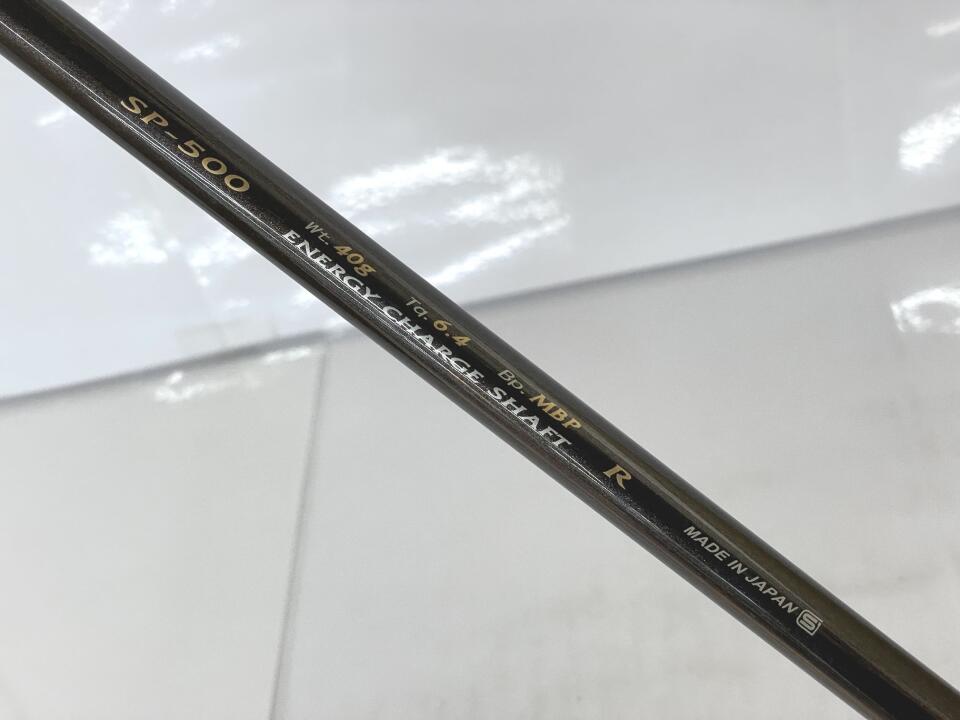 SP-500
Wt. 40g Tq. 6.4 Bp. MBP
ENERGY CHARGE SHAFT R
MADE IN JAPAN S